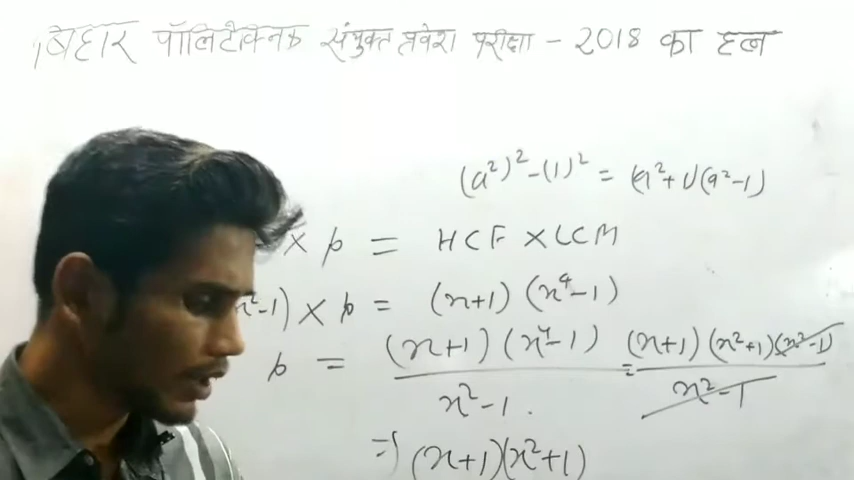 बिहार पॉलिटेक्निक संयुक्त प्रवेश परीक्षा - 2018 का हल
(a²)² - (1)² = (a²+1)(a²-1)
× p = HCF × LCM
x²-1) × p = (x+1) (x⁴-1)
p = (x+1) (x⁴-1) / x²-1 . = (x+1) (x²+1)(x²-1) / x²-1
⇒ (x+1)(x²+1)